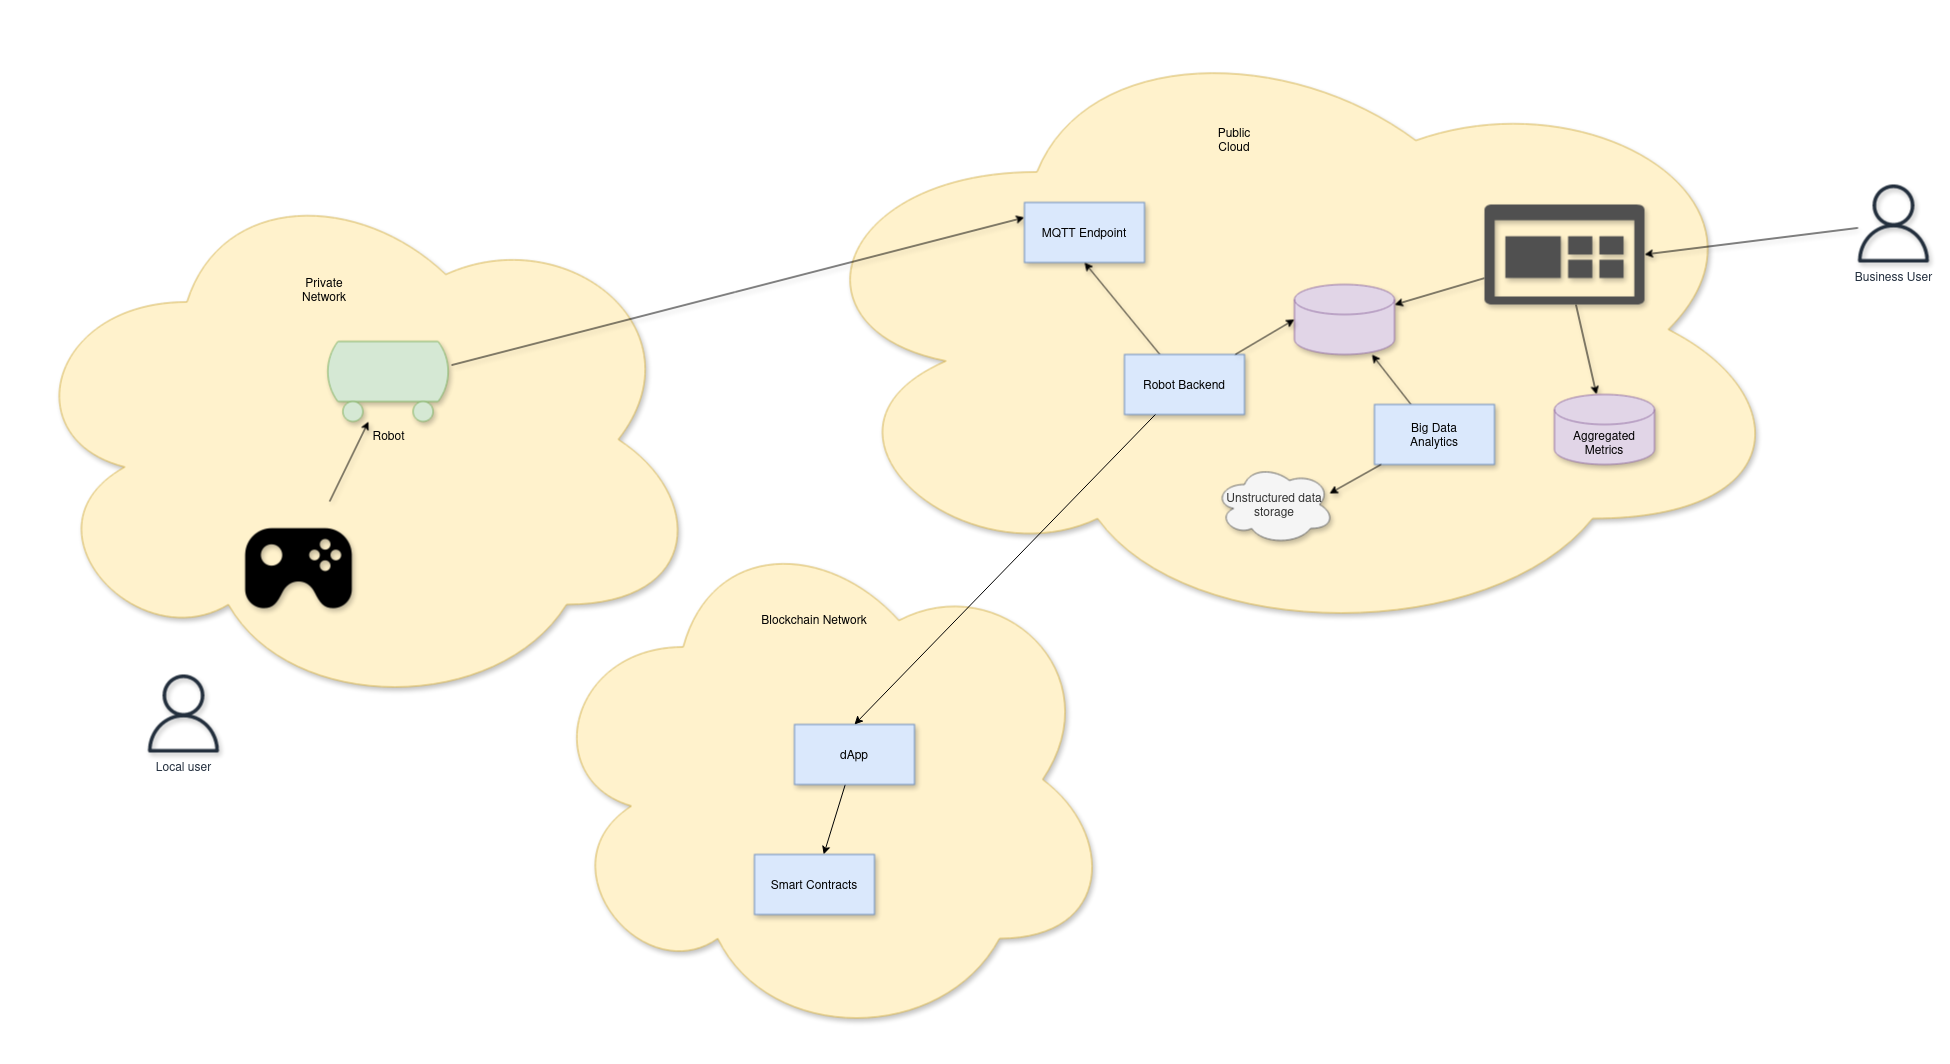 Public
Cloud
MQTT Endpoint
Business User
Private
Network
Robot Backend
Robot
Big Data
Analytics
Aggregated
Metrics
Unstructured data
storage
Blockchain Network
dApp
Local user
Smart Contracts